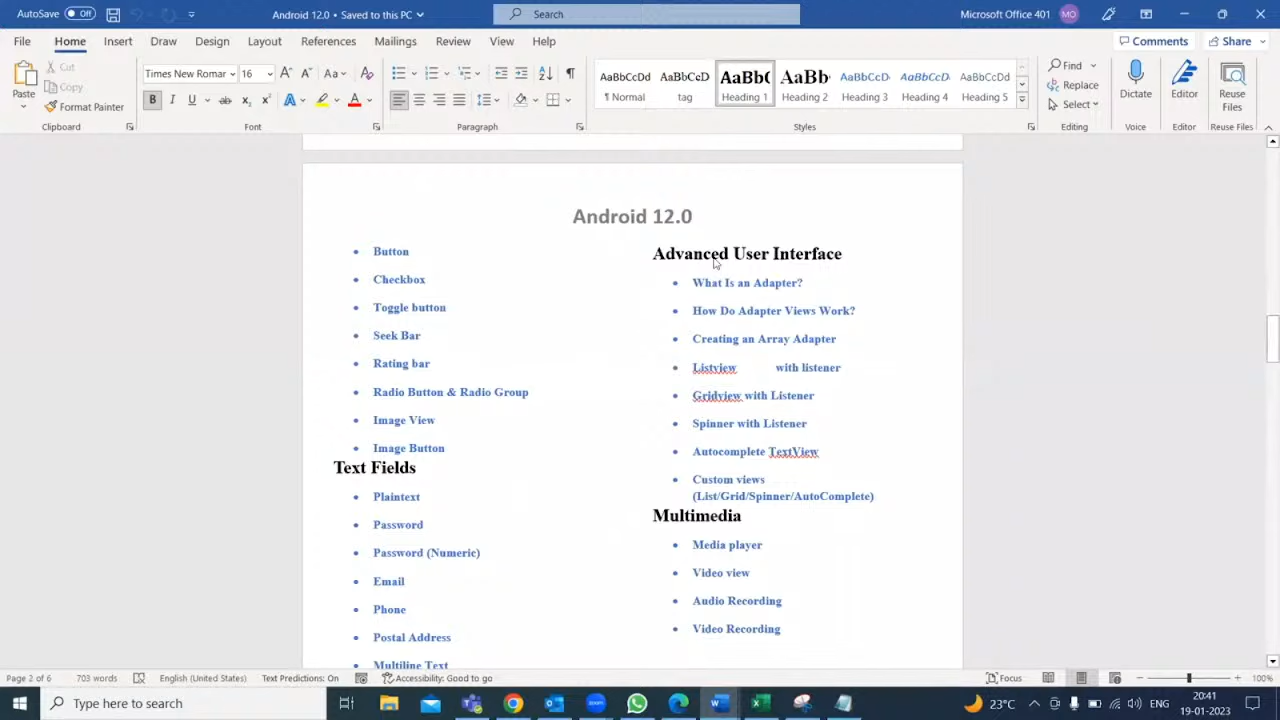 AutoSave Off
Android 12.0 • Saved to this PC
Search
Microsoft Office 401 MO
File Home Insert Draw Design Layout References Mailings Review View Help Comments Share
Paste
Cut
Copy
Format Painter
Clipboard
Times New Roman 16
Font
Paragraph
AaBbCcDd AaBbCcD AaBbC AaBb AaBbCcD AaBbCcD AaBbCcDd
¶ Normal tag Heading 1 Heading 2 Heading 3 Heading 4 Heading 5
Styles
Find
Replace
Select
Editing
Dictate
Voice
Editor
Editor
Reuse
Files
Reuse Files
Android 12.0
• Button
• Checkbox
• Toggle button
• Seek Bar
• Rating bar
• Radio Button & Radio Group
• Image View
• Image Button
Text Fields
• Plaintext
• Password
• Password (Numeric)
• Email
• Phone
• Postal Address
• Multiline Text
Advanced User Interface
• What Is an Adapter?
• How Do Adapter Views Work?
• Creating an Array Adapter
• Listview with listener
• Gridview with Listener
• Spinner with Listener
• Autocomplete TextView
• Custom views
(List/Grid/Spinner/AutoComplete)
Multimedia
• Media player
• Video view
• Audio Recording
• Video Recording
Page 2 of 6 703 words English (United States) Text Predictions: On Accessibility: Good to go Focus 100%
Type here to search
zoom
23°C
ENG
20:41
19-01-2023